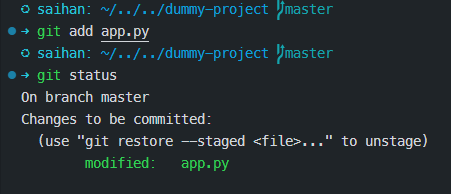 saihan: ~/../../dummy-project master
→ git add app.py
saihan: ~/../../dummy-project master
→ git status
On branch master
Changes to be committed:
(use "git restore --staged <file>..." to unstage)
modified: app.py